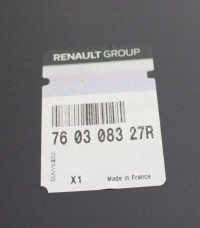 RENAULT GROUP
76 03 083 27R
X1 Made in France